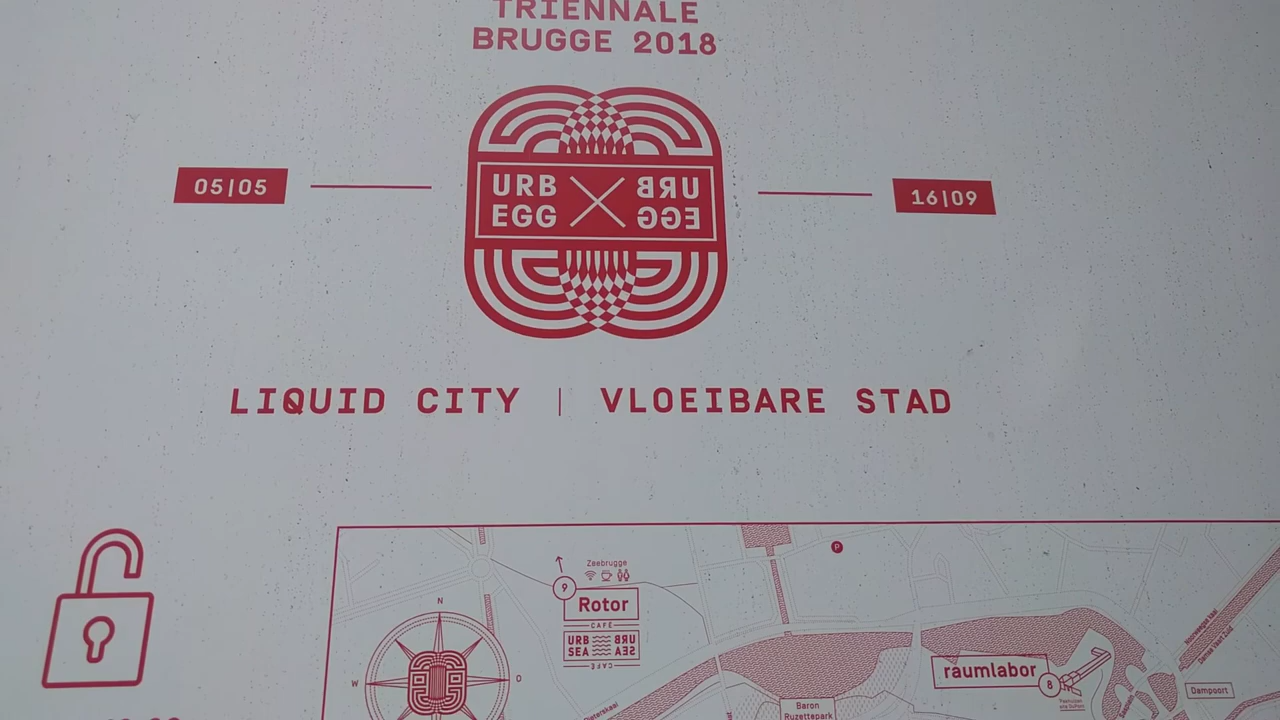 TRIENNALE
BRUGGE 2018
05|05
URB URB
EGG EGG
16|09
LIQUID CITY | VLOEIBARE STAD
Zeebrugge
9
Rotor
CAFÉ
URB URB
SEA SEA
CAFÉ
P
N
W
O
raumlabor
8
Dampoort
Baron
Ruzettepark